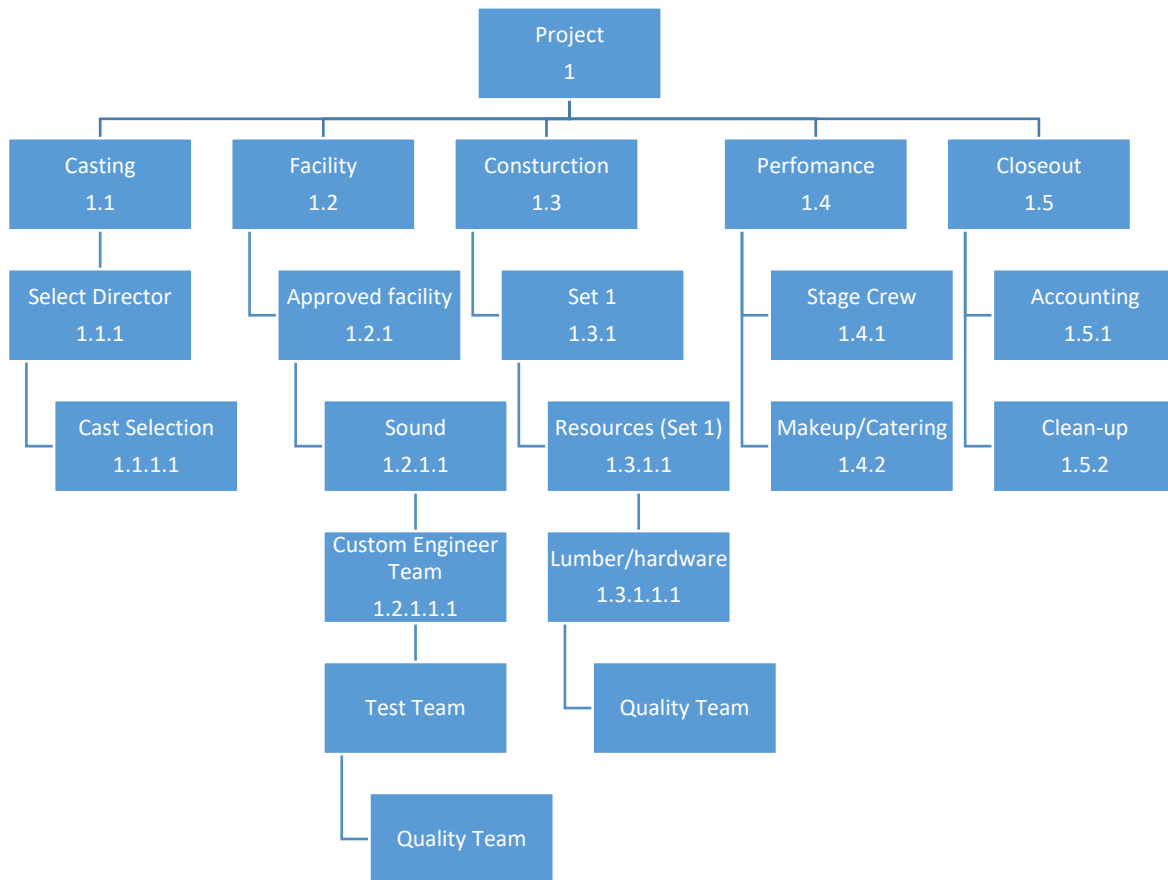 Project
1
Casting
1.1
Facility
1.2
Consturction
1.3
Perfomance
1.4
Closeout
1.5
Select Director
1.1.1
Approved facility
1.2.1
Set 1
1.3.1
Stage Crew
1.4.1
Accounting
1.5.1
Cast Selection
1.1.1.1
Sound
1.2.1.1
Resources (Set 1)
1.3.1.1
Makeup/Catering
1.4.2
Clean-up
1.5.2
Custom Engineer
Team
1.2.1.1.1
Lumber/hardware
1.3.1.1.1
Test Team
Quality Team
Quality Team